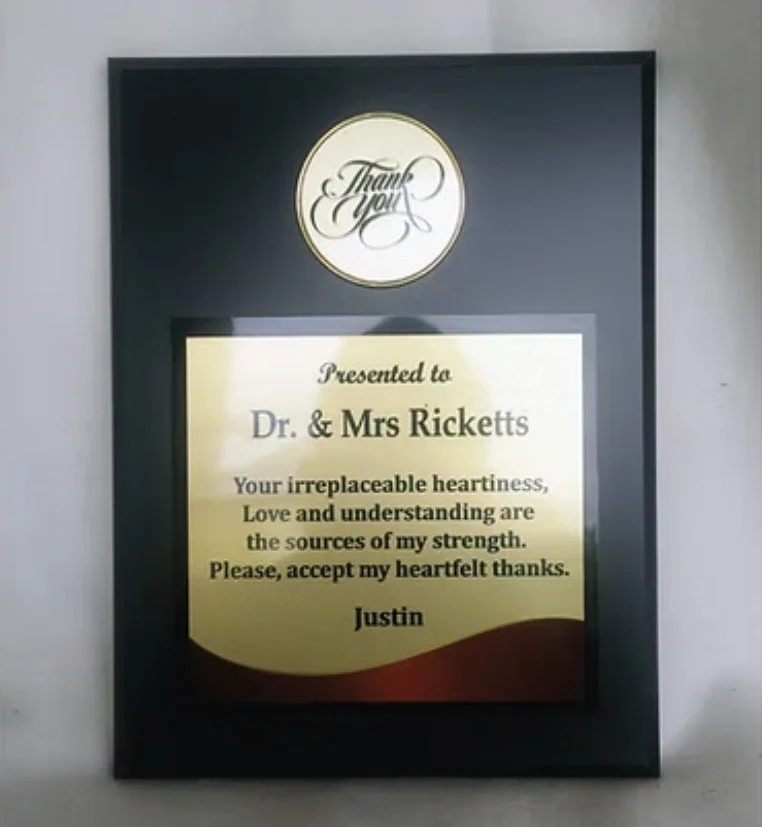 Thank
you
Presented to
Dr. & Mrs Ricketts
Your irreplaceable heartiness,
Love and understanding are
the sources of my strength.
Please, accept my heartfelt thanks.
Justin